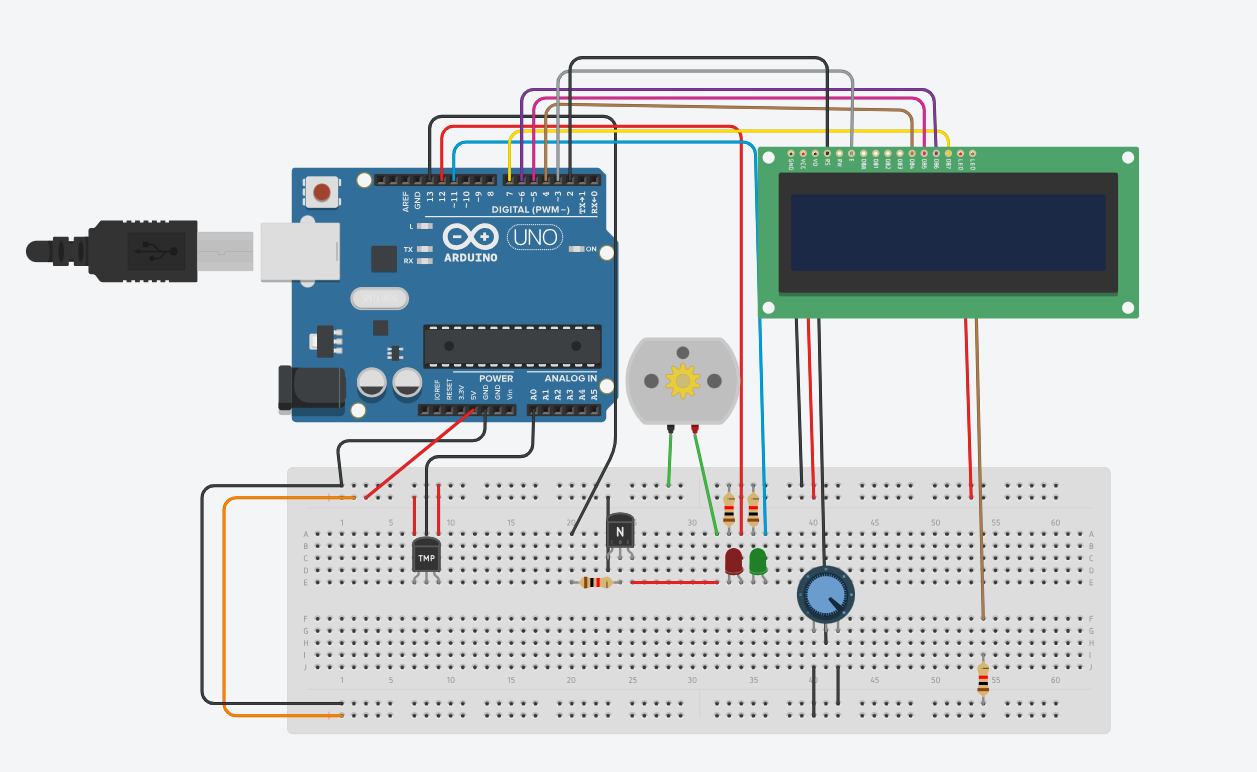 GND VCC VO RS RW E DB0 DB1 DB2 DB3 DB4 DB5 DB6 DB7 LED LED
AREF GND 13 12 ~11 ~10 ~9 8 7 ~6 ~5 4 ~3 2 TX→1 RX←0
DIGITAL (PWM~)
L
TX
RX
UNO
ON
ARDUINO
POWER
ANALOG IN
IOREF RESET 3.3V 5V GND GND Vin A0 A1 A2 A3 A4 A5
1 5 10 15 20 30 35 40 45 50 55 60
A A
B B
C C
D D
E E
TMP
N
F F
G G
H H
I I
J J
1 5 10 15 20 25 30 35 40 45 50 55 60